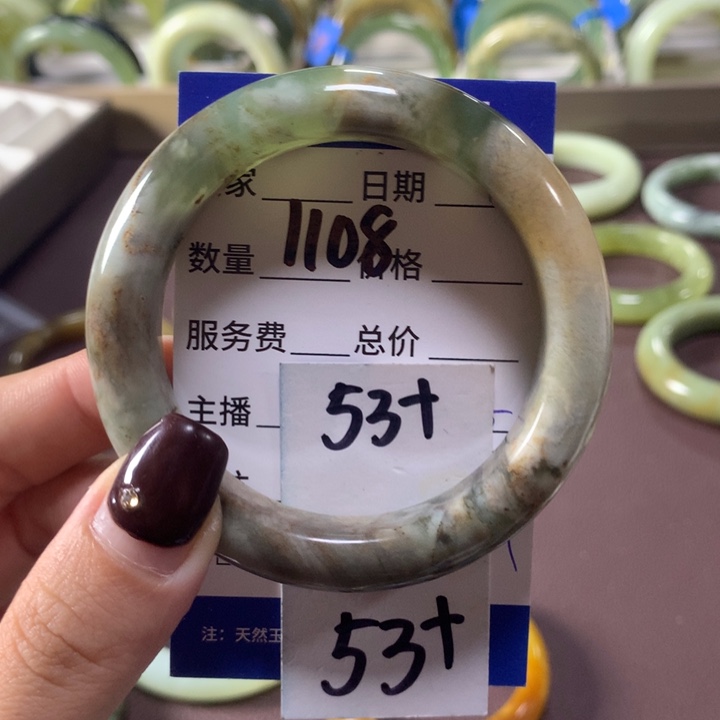 家 日期
1108
数量 价格
服务费 总价
主播
53+
注：天然玉
53+